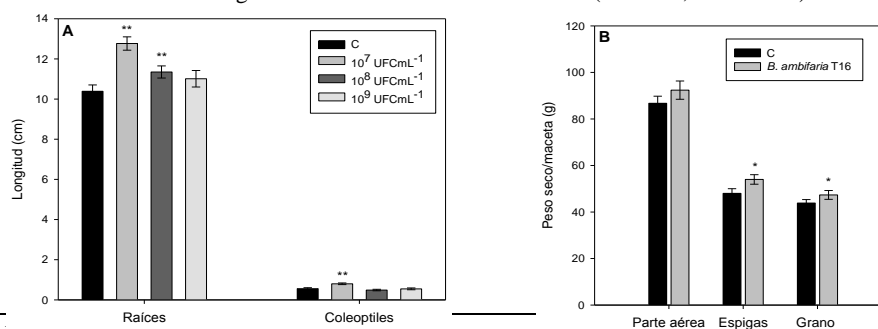 A
C
10⁷ UFCmL⁻¹
10⁸ UFCmL⁻¹
10⁹ UFCmL⁻¹
Longitud (cm)
14
12
10
8
6
4
2
0
**
**
**
Raíces
Coleoptiles
B
C
B. ambifaria T16
Peso seco/maceta (g)
120
100
80
60
40
20
0
*
*
Parte aérea
Espigas
Grano